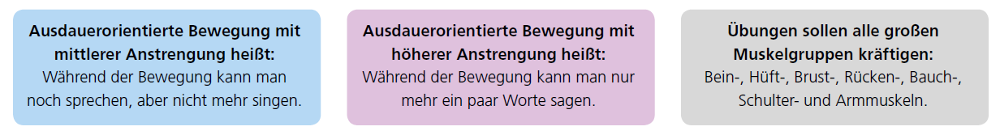 Ausdauerorientierte Bewegung mit
mittlerer Anstrengung heißt:
Während der Bewegung kann man
noch sprechen, aber nicht mehr singen.
Ausdauerorientierte Bewegung mit
höherer Anstrengung heißt:
Während der Bewegung kann man nur
mehr ein paar Worte sagen.
Übungen sollen alle großen
Muskelgruppen kräftigen:
Bein-, Hüft-, Brust-, Rücken-, Bauch-,
Schulter- und Armmuskeln.